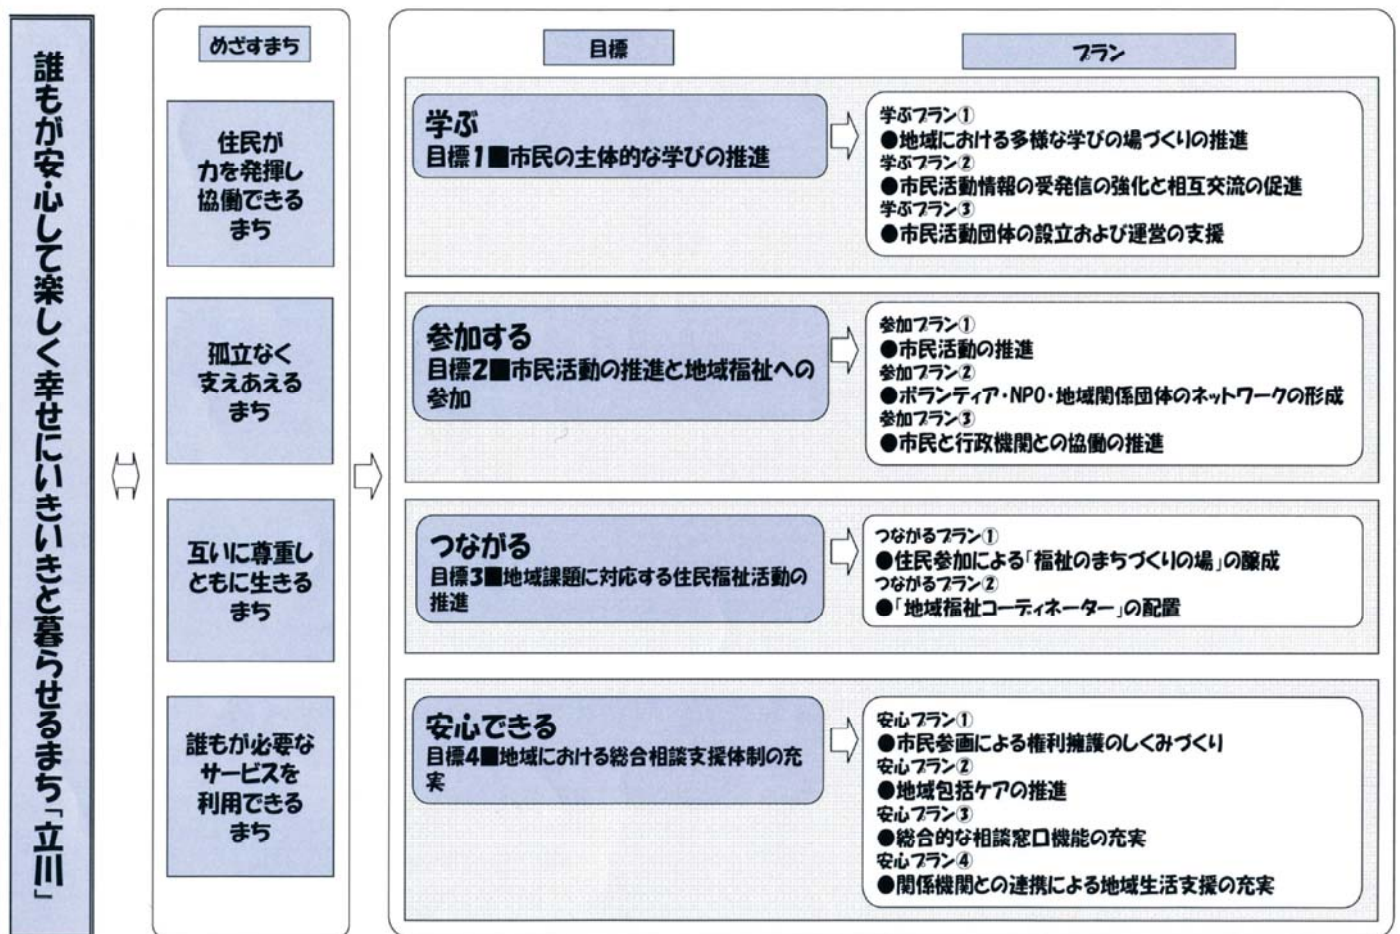 誰もが安心して楽しく幸せにいきいきと暮らせるまち「立川」
めざすまち
住民が
力を発揮し
協働できる
まち
孤立なく
支えあえる
まち
互いに尊重し
ともに生きる
まち
誰もが必要な
サービスを
利用できる
まち
目標
プラン
学ぶ
目標1■市民の主体的な学びの推進
学ぶプラン①
●地域における多様な学びの場づくりの推進
学ぶプラン②
●市民活動情報の受発信の強化と相互交流の促進
学ぶプラン③
●市民活動団体の設立および運営の支援
参加する
目標2■市民活動の推進と地域福祉への
参加
参加プラン①
●市民活動の推進
参加プラン②
●ボランティア・NPO・地域関係団体のネットワークの形成
参加プラン③
●市民と行政機関との協働の推進
つながる
目標3■地域課題に対応する住民福祉活動の
推進
つながるプラン①
●住民参加による「福祉のまちづくりの場」の醸成
つながるプラン②
●「地域福祉コーディネーター」の配置
安心できる
目標4■地域における総合相談支援体制の充
実
安心プラン①
●市民参画による権利擁護のしくみづくり
安心プラン②
●地域包括ケアの推進
安心プラン③
●総合的な相談窓口機能の充実
安心プラン④
●関係機関との連携による地域生活支援の充実